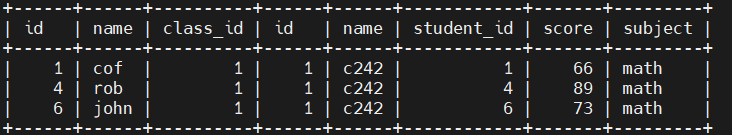 +------+------+----------+------+------+------------+-------+---------+
| id   | name | class_id | id   | name | student_id | score | subject |
+------+------+----------+------+------+------------+-------+---------+
|    1 | cof  |        1 |    1 | c242 |          1 |    66 | math    |
|    4 | rob  |        1 |    1 | c242 |          4 |    89 | math    |
|    6 | john |        1 |    1 | c242 |          6 |    73 | math    |
+------+------+----------+------+------+------------+-------+---------+